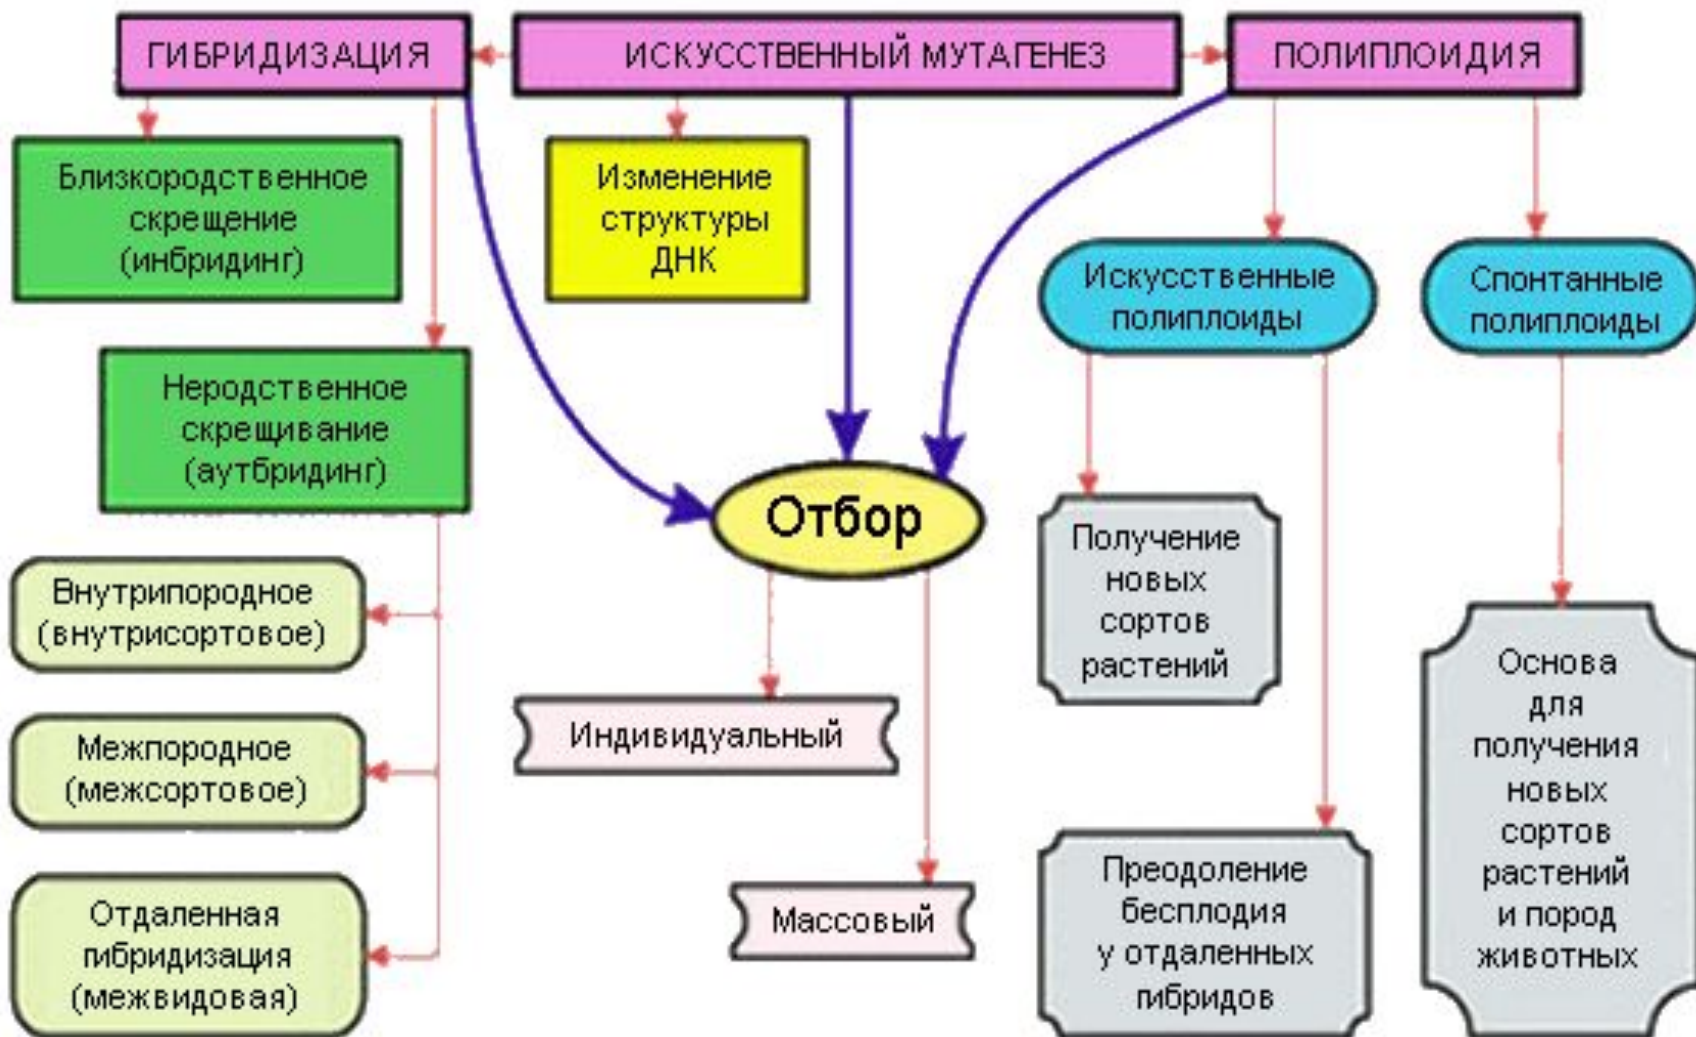 ГИБРИДИЗАЦИЯ
ИСКУССТВЕННЫЙ МУТАГЕНЕЗ
ПОЛИПЛОИДИЯ
Близкородственное
скрещение
(инбридинг)
Изменение
структуры
ДНК
Искусственные
полиплоиды
Спонтанные
полиплоиды
Неродственное
скрещивание
(аутбридинг)
Отбор
Внутрипородное
(внутрисортовое)
Межпородное
(межсортовое)
Отдаленная
гибридизация
(межвидовая)
Индивидуальный
Массовый
Получение
новых
сортов
растений
Преодоление
бесплодия
у отдаленных
гибридов
Основа
для
получения
новых
сортов
растений
и пород
животных